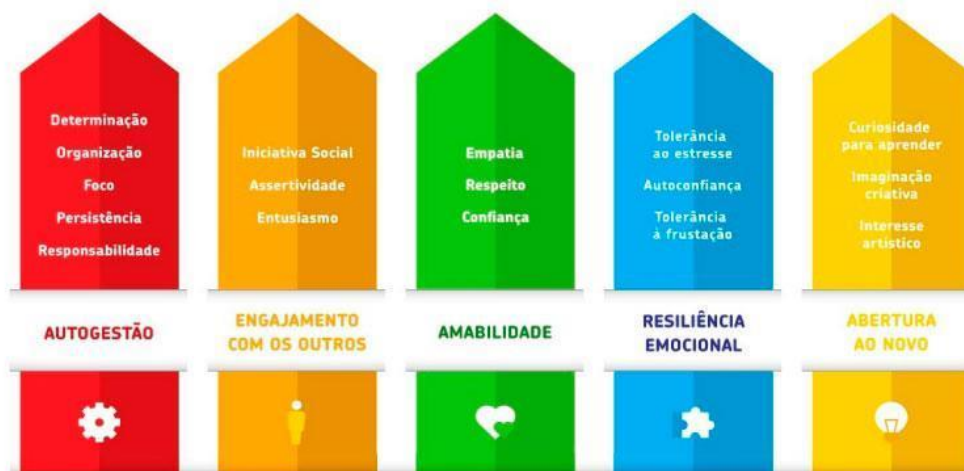 Determinação
Organização
Foco
Persistência
Responsabilidade
AUTOGESTÃO
Iniciativa Social
Assertividade
Entusiasmo
ENGAJAMENTO
COM OS OUTROS
Empatia
Respeito
Confiança
AMABILIDADE
Tolerância
ao estresse
Autoconfiança
Tolerância
à frustação
RESILIÊNCIA
EMOCIONAL
Curiosidade
para aprender
Imaginação
criativa
Interesse
artístico
ABERTURA
AO NOVO